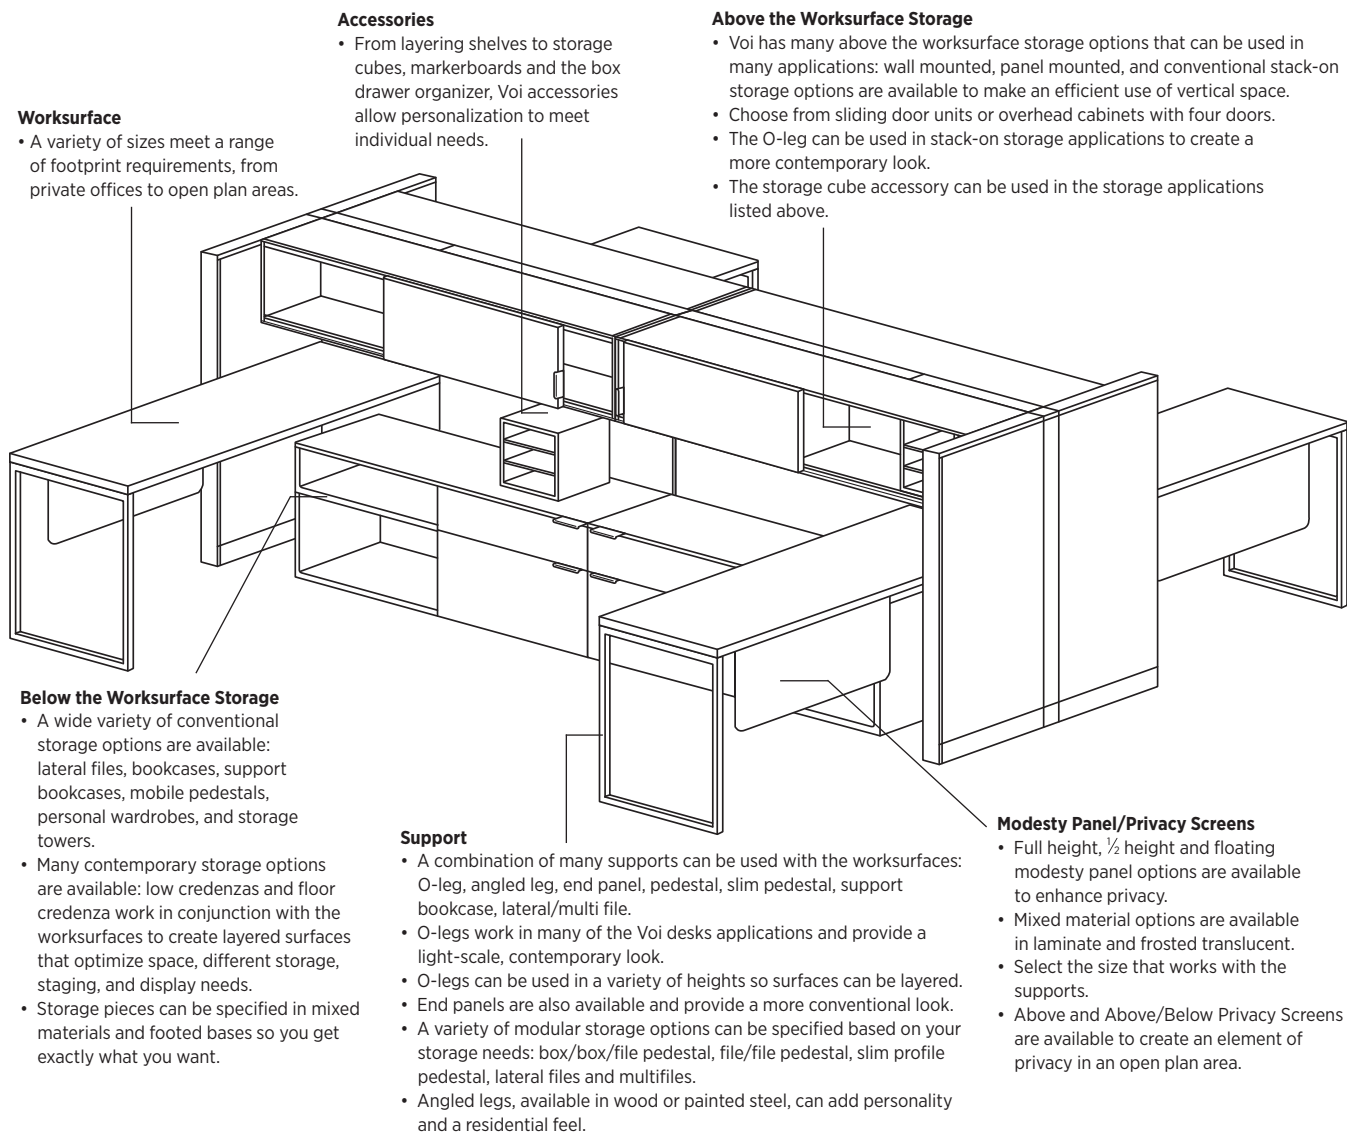 Accessories
• From layering shelves to storage
cubes, markerboards and the box
drawer organizer, Voi accessories
allow personalization to meet
individual needs.
Above the Worksurface Storage
• Voi has many above the worksurface storage options that can be used in
many applications: wall mounted, panel mounted, and conventional stack-on
storage options are available to make an efficient use of vertical space.
• Choose from sliding door units or overhead cabinets with four doors.
• The O-leg can be used in stack-on storage applications to create a
more contemporary look.
• The storage cube accessory can be used in the storage applications
listed above.
Worksurface
• A variety of sizes meet a range
of footprint requirements, from
private offices to open plan areas.
Below the Worksurface Storage
• A wide variety of conventional
storage options are available:
lateral files, bookcases, support
bookcases, mobile pedestals,
personal wardrobes, and storage
towers.
• Many contemporary storage options
are available: low credenzas and floor
credenza work in conjunction with the
worksurfaces to create layered surfaces
that optimize space, different storage,
staging, and display needs.
• Storage pieces can be specified in mixed
materials and footed bases so you get
exactly what you want.
Support
• A combination of many supports can be used with the worksurfaces:
O-leg, angled leg, end panel, pedestal, slim pedestal, support
bookcase, lateral/multi file.
• O-legs work in many of the Voi desks applications and provide a
light-scale, contemporary look.
• O-legs can be used in a variety of heights so surfaces can be layered.
• End panels are also available and provide a more conventional look.
• A variety of modular storage options can be specified based on your
storage needs: box/box/file pedestal, file/file pedestal, slim profile
pedestal, lateral files and multifiles.
• Angled legs, available in wood or painted steel, can add personality
and a residential feel.
Modesty Panel/Privacy Screens
• Full height, ½ height and floating
modesty panel options are available
to enhance privacy.
• Mixed material options are available
in laminate and frosted translucent.
• Select the size that works with the
supports.
• Above and Above/Below Privacy Screens
are available to create an element of
privacy in an open plan area.